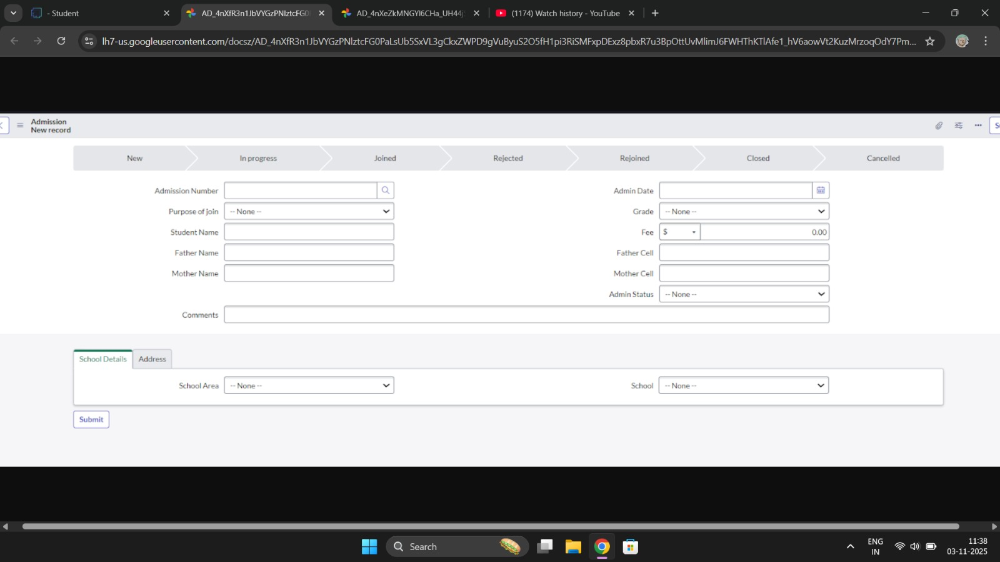 - Student
AD_4nXfR3n1JbVYGzPNIztcFG0
AD_4nXeZkMNGYI6CHa_UH44j
(1174) Watch history - YouTube
lh7-us.googleusercontent.com/docsz/AD_4nXfR3n1JbVYGzPNlztcFG0PaLsUb5SxVL3gCkxZWPD9gVuByuS2O5fH1pi3RiSMFxpDExz8pbxR7u3BpOttUvMlimJ6FWHThKTlAfe1_hV6aowVt2KuzMrzoqOdY7Pm...
Admission
New record
New
In progress
Joined
Rejected
Rejoined
Closed
Cancelled
Admission Number
Admin Date
Purpose of join
-- None --
Grade
-- None --
Student Name
Fee
$
0.00
Father Name
Father Cell
Mother Name
Mother Cell
Admin Status
-- None --
Comments
School Details
Address
School Area
-- None --
School
-- None --
Submit
Search
ENG
IN
11:38
03-11-2025